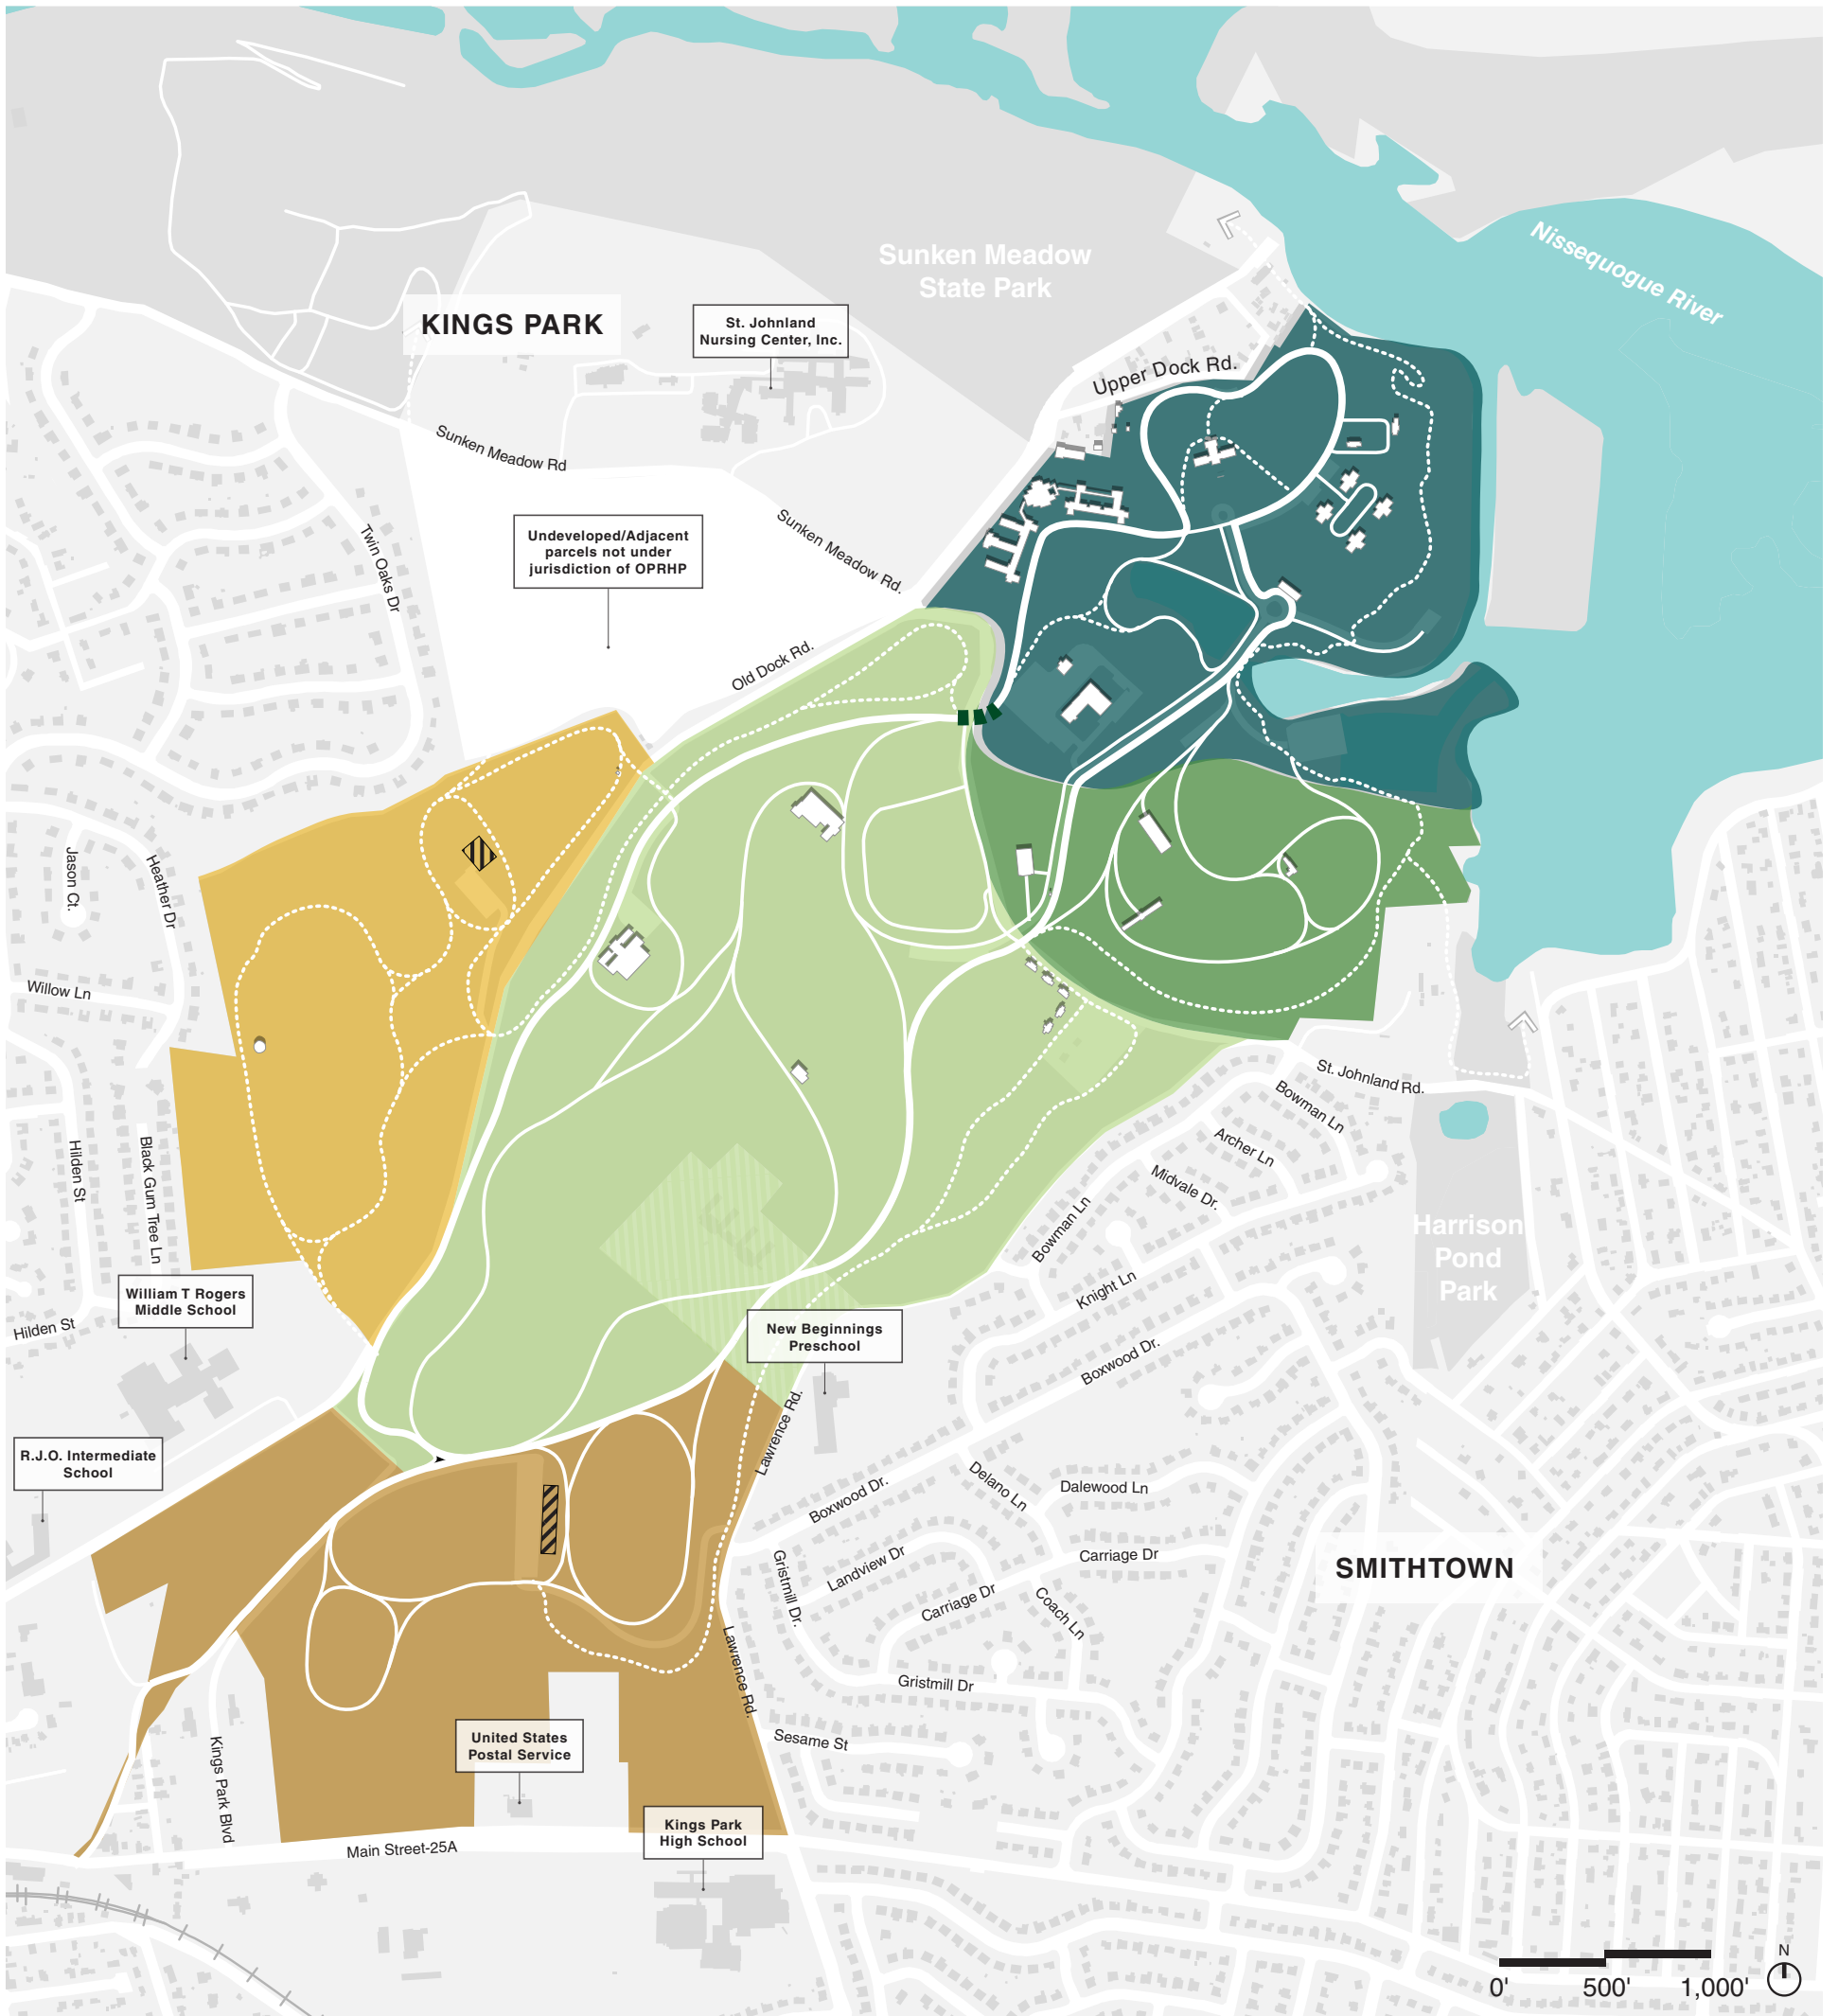 Nissequogue River
Sunken Meadow
State Park
KINGS PARK
St. Johnland
Nursing Center, Inc.
Upper Dock Rd.
Sunken Meadow Rd
Undeveloped/Adjacent
parcels not under
jurisdiction of OPRHP
Sunken Meadow Rd.
Twin Oaks Dr
Old Dock Rd.
Jason Ct.
Heather Dr
Willow Ln
St. Johnland Rd.
Bowman Ln
Archer Ln
Midvale Dr.
Hilden St
Black Gum Tree Ln
Bowman Ln
Harrison
Pond
Park
Knight Ln
William T Rogers
Middle School
Hilden St
New Beginnings
Preschool
Boxwood Dr.
Lawrence Rd.
R.J.O. Intermediate
School
Delano Ln
Dalewood Ln
Boxwood Dr.
Carriage Dr
SMITHTOWN
Landview Dr
Gristmill Dr.
Carriage Dr
Coach Ln
Lawrence Rd.
Gristmill Dr
United States
Postal Service
Sesame St
Kings Park Blvd
Kings Park
High School
Main Street-25A
N
0' 500' 1,000'